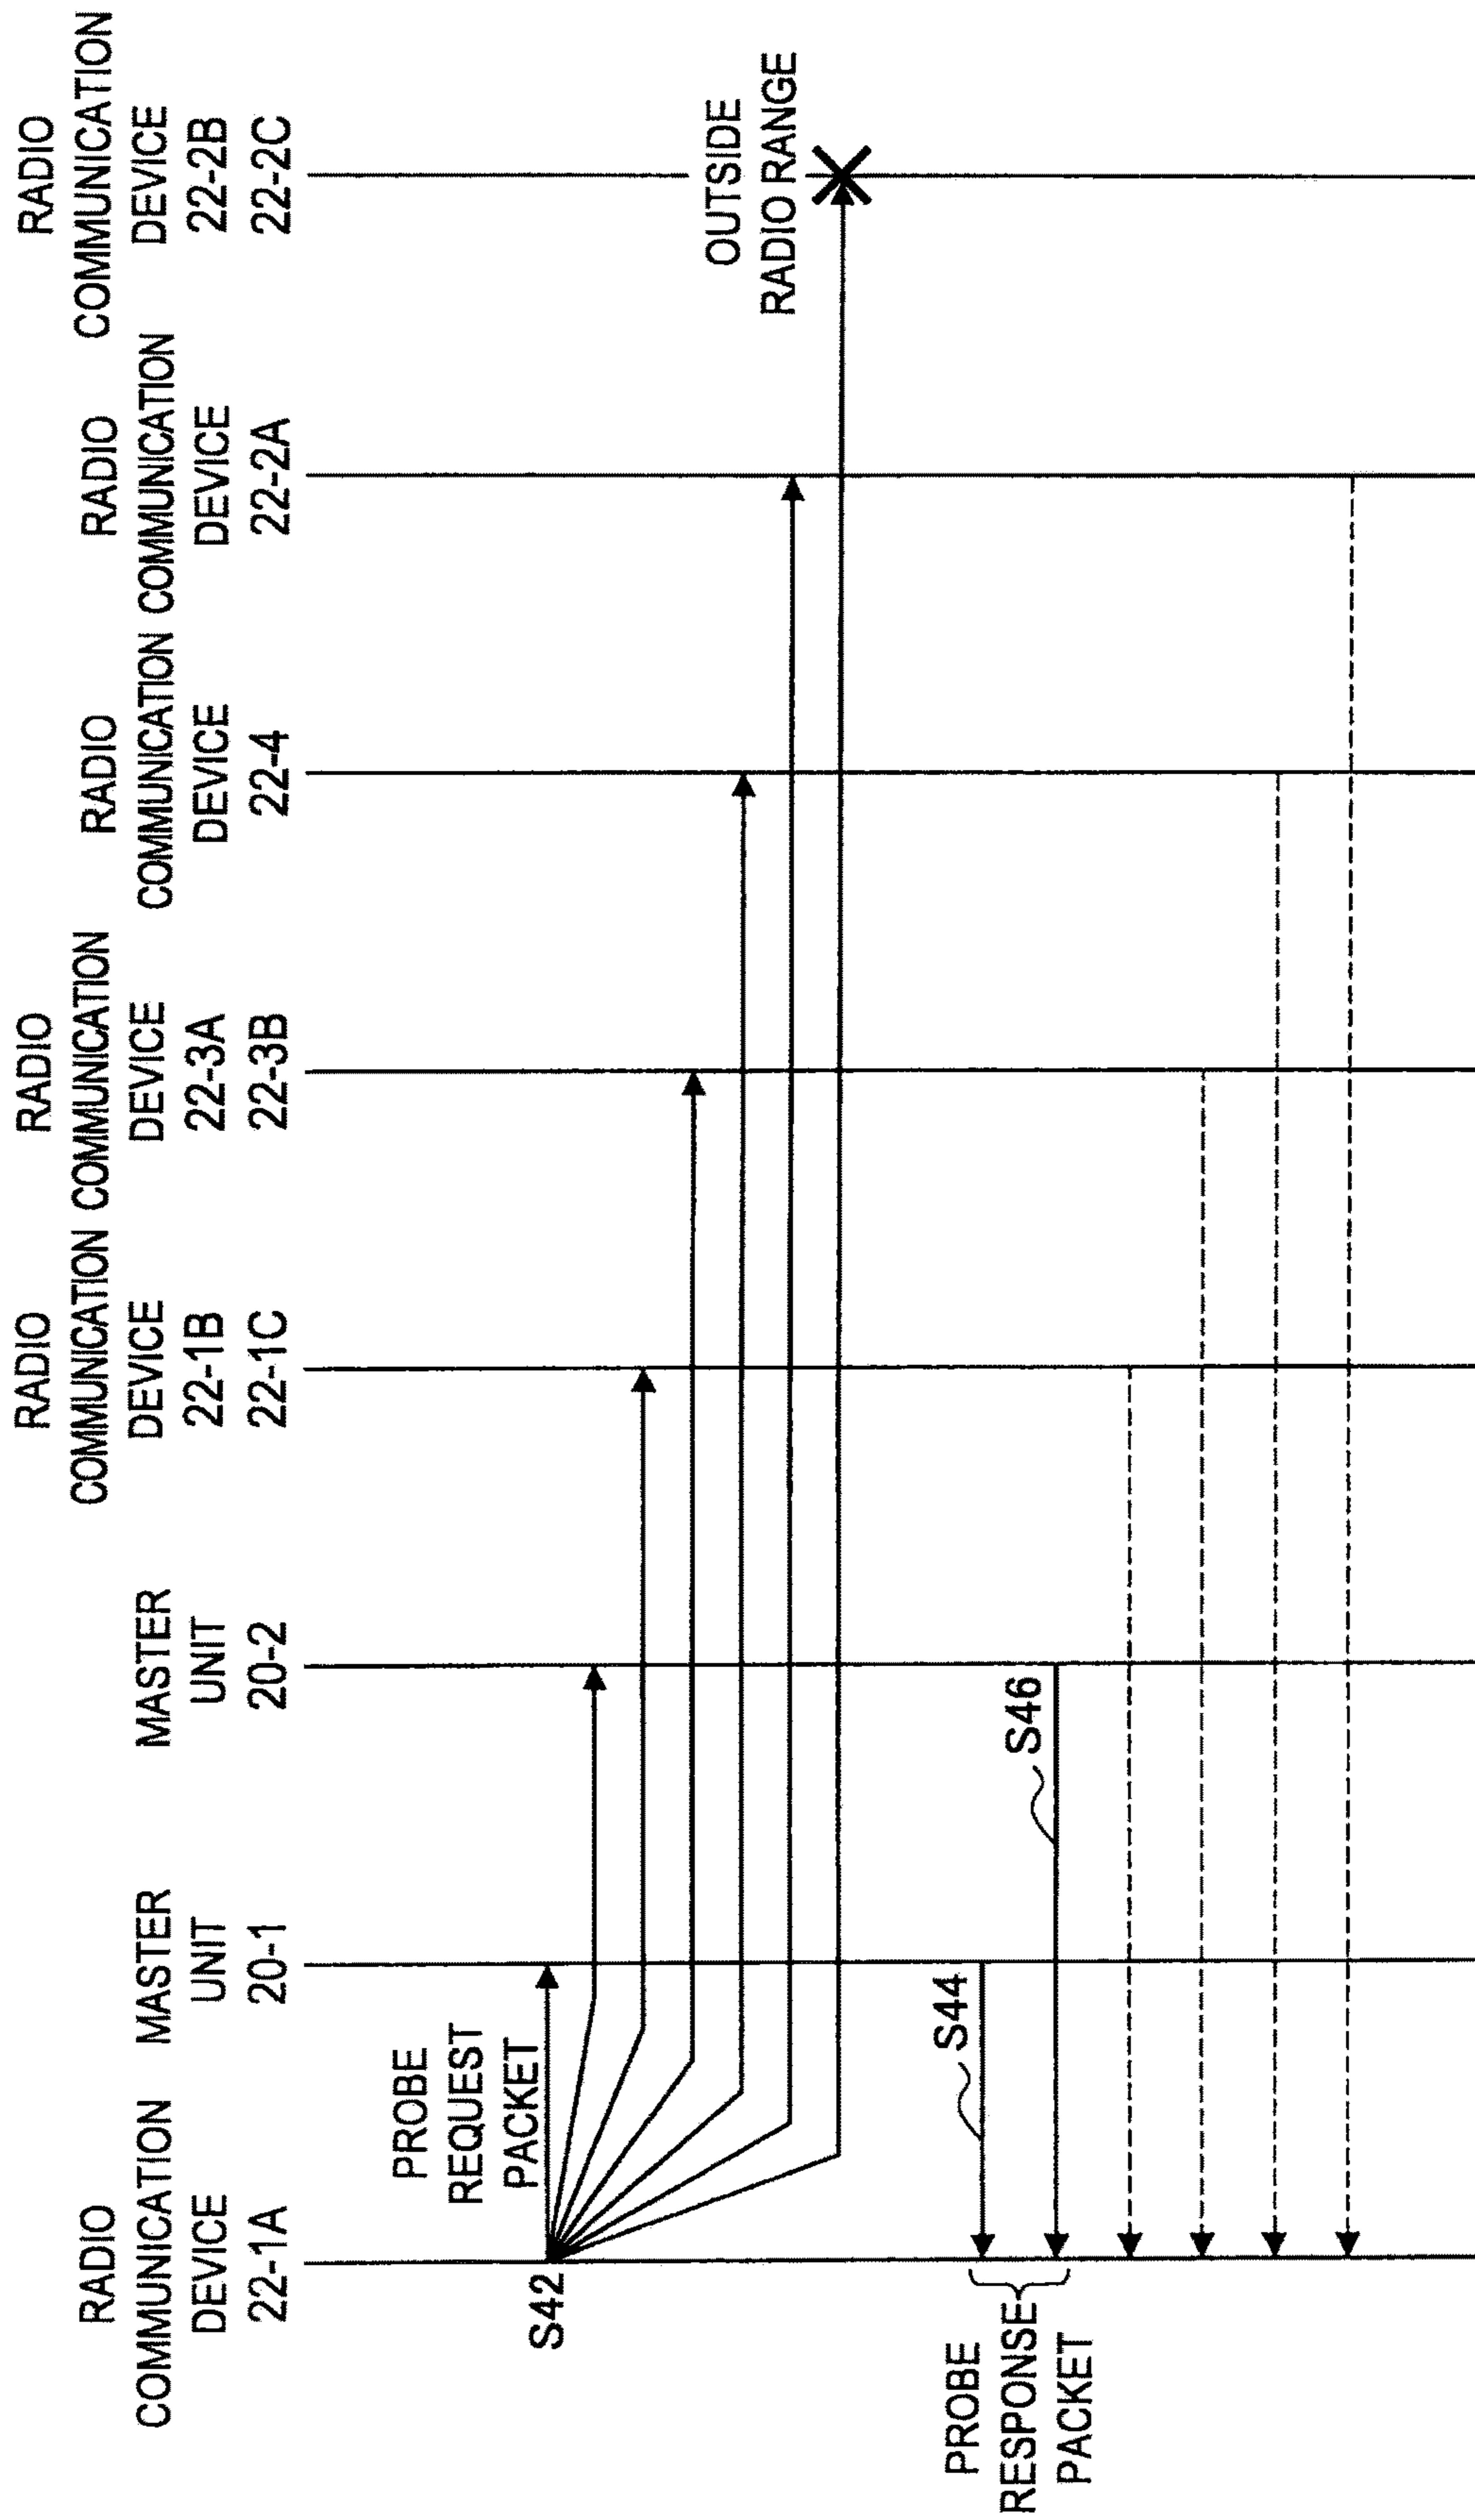 RADIO
COMMUNICATION
DEVICE
22-1A
MASTER
UNIT
20-1
MASTER
UNIT
20-2
RADIO
COMMUNICATION
DEVICE
22-1B
22-1C
RADIO
COMMUNICATION
DEVICE
22-3A
22-3B
RADIO
COMMUNICATION
DEVICE
22-4
RADIO
COMMUNICATION
DEVICE
22-2A
RADIO
COMMUNICATION
DEVICE
22-2B
22-2C
PROBE
REQUEST
PACKET
S42
OUTSIDE
RADIO RANGE
S44
S46
PROBE
RESPONSE
PACKET